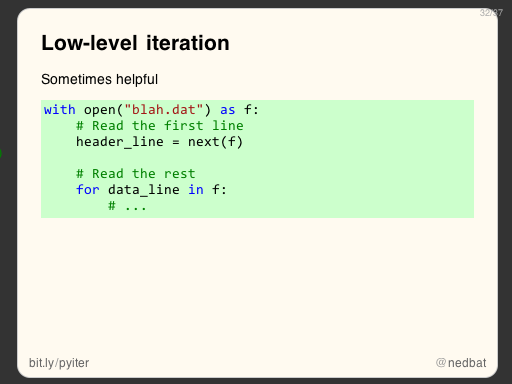 32/97
Low-level iteration
Sometimes helpful
with open("blah.dat") as f:
    # Read the first line
    header_line = next(f)
    # Read the rest
    for data_line in f:
        # ...
bit.ly/pyiter
@nedbat